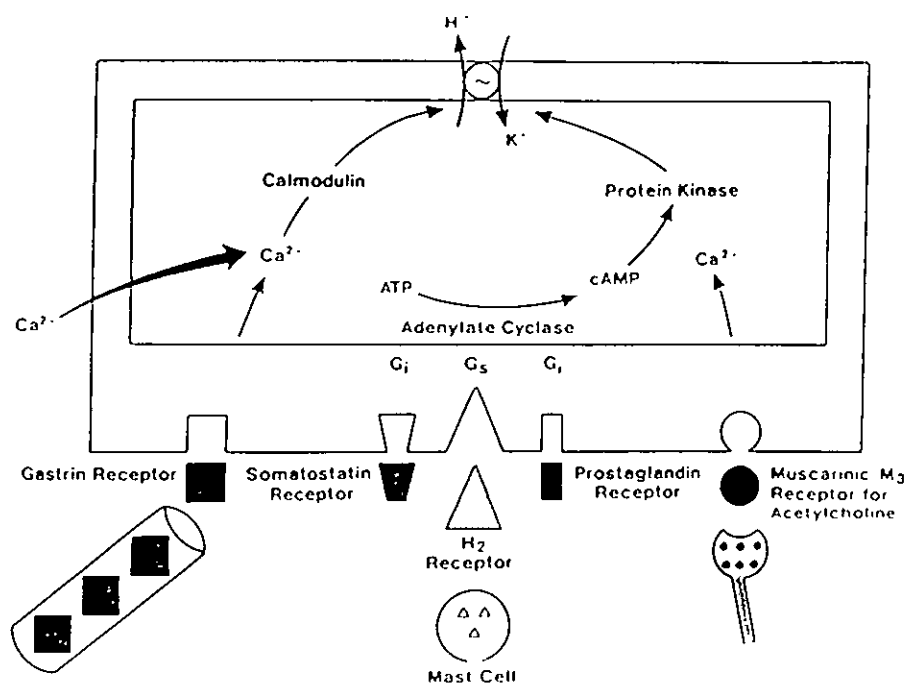 H⁺
~
K⁺
Calmodulin
Protein Kinase
Ca²⁺
Ca²⁺
Ca²⁺
ATP
cAMP
Adenylate Cyclase
Gᵢ
Gₛ
Gᵢ
Gastrin Receptor
Somatostatin
Receptor
Prostaglandin
Receptor
Muscarinic M₃
Receptor for
Acetylcholine
H₂
Receptor
Mast Cell